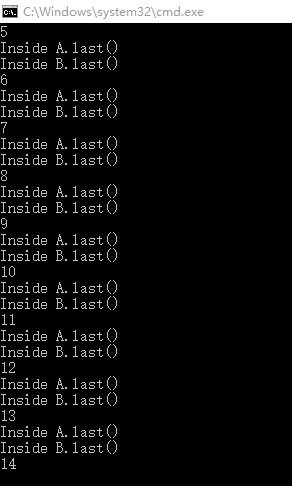 C:\Windows\system32\cmd.exe
5
Inside A.last()
Inside B.last()
6
Inside A.last()
Inside B.last()
7
Inside A.last()
Inside B.last()
8
Inside A.last()
Inside B.last()
9
Inside A.last()
Inside B.last()
10
Inside A.last()
Inside B.last()
11
Inside A.last()
Inside B.last()
12
Inside A.last()
Inside B.last()
13
Inside A.last()
Inside B.last()
14